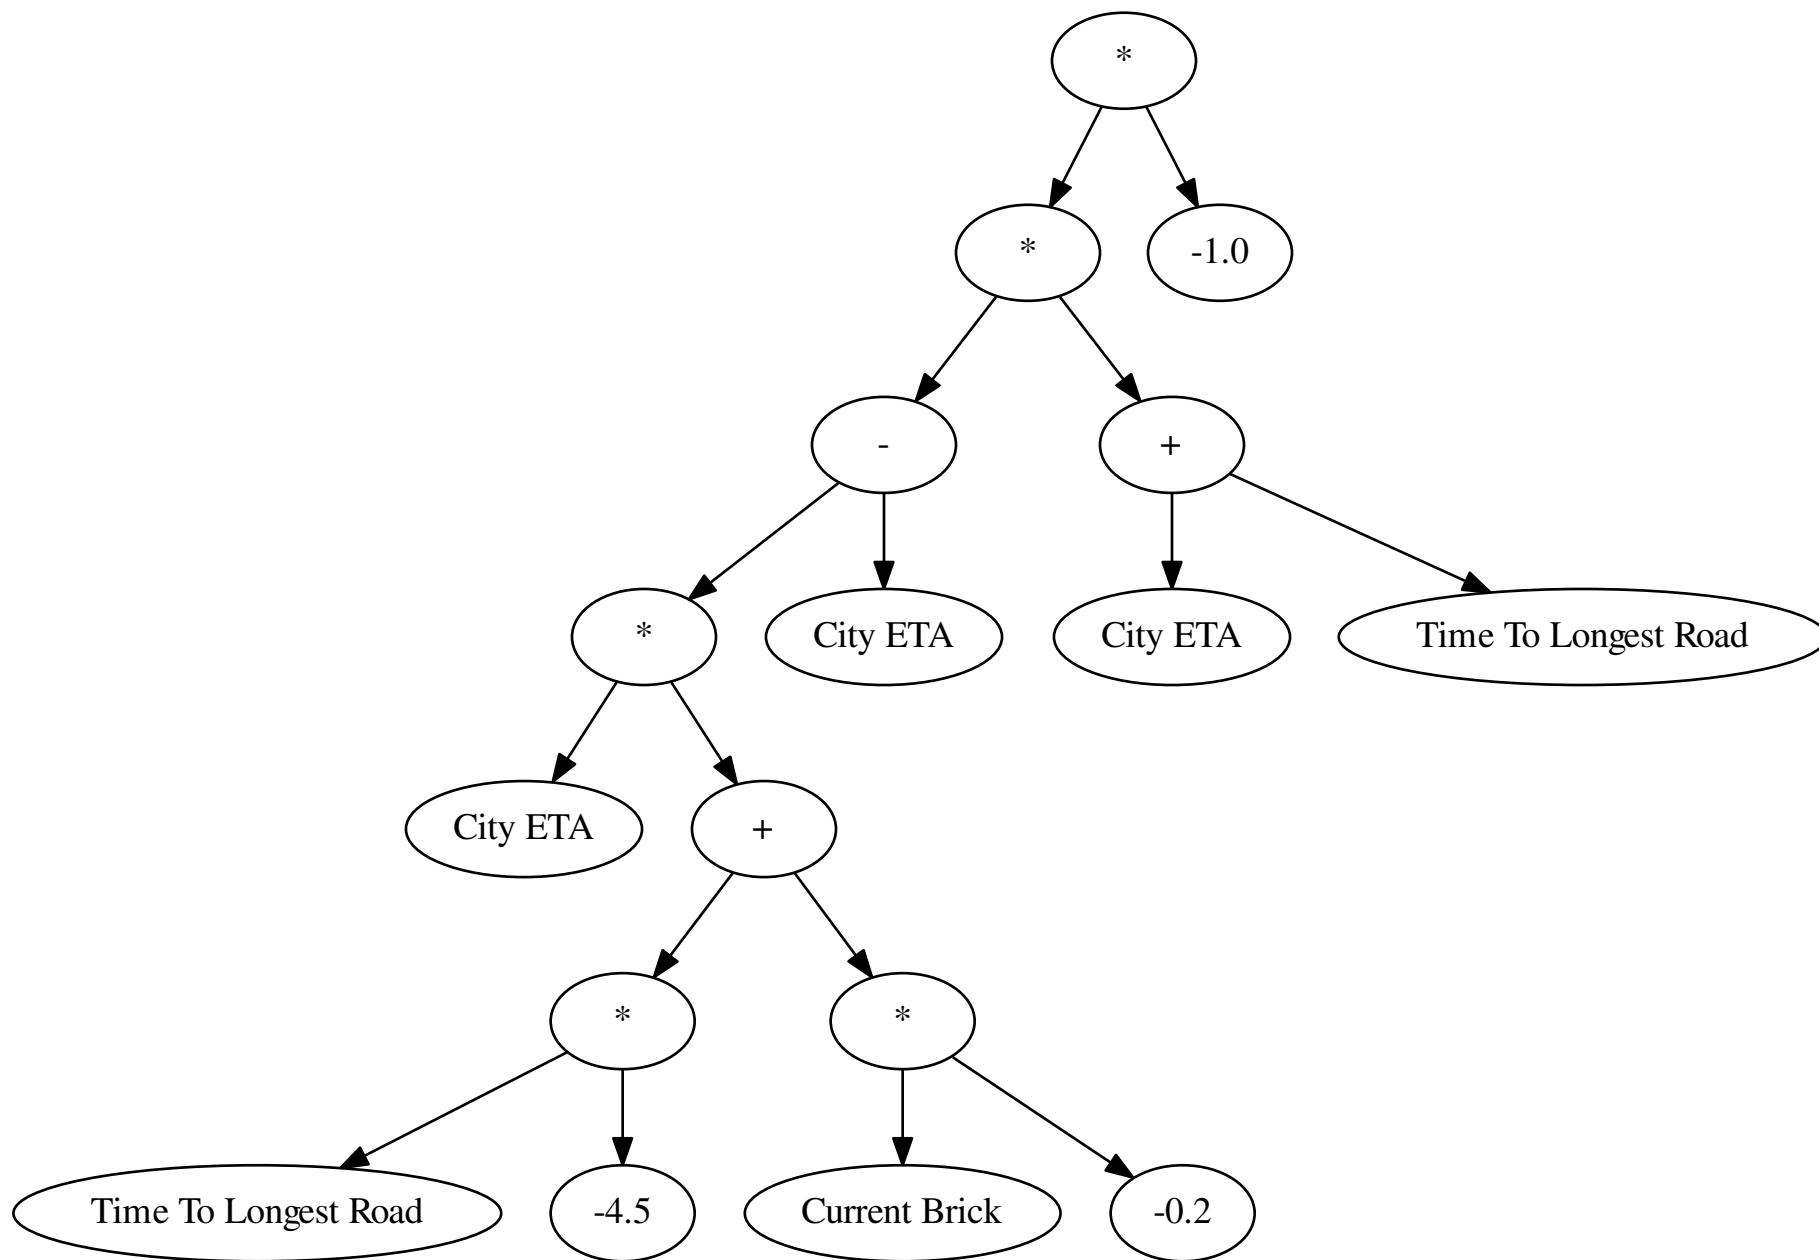 *
*
-1.0
-
+
*
City ETA
City ETA
Time To Longest Road
City ETA
+
*
*
Time To Longest Road
-4.5
Current Brick
-0.2